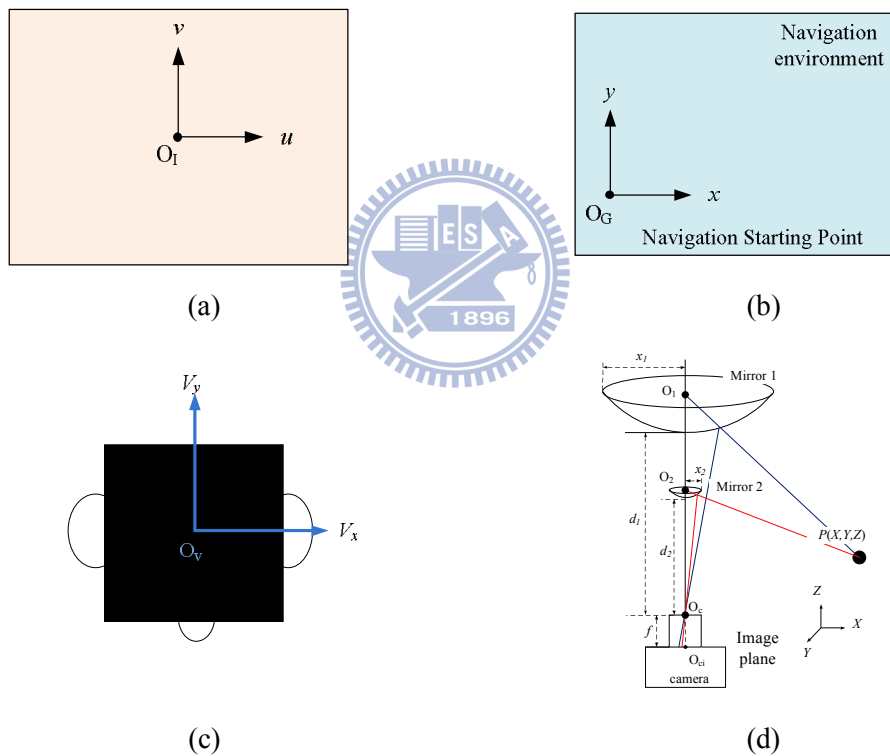 v
u
O_I
(a)
Navigation
environment
y
x
O_G
Navigation Starting Point
(b)
E S A
1896
V_y
V_x
O_v
(c)
x_1
Mirror 1
O_1
x_2
O_2
Mirror 2
d_1
d_2
P(X,Y,Z)
O_c
f
O_ci
camera
Image
plane
Z
X
Y
(d)